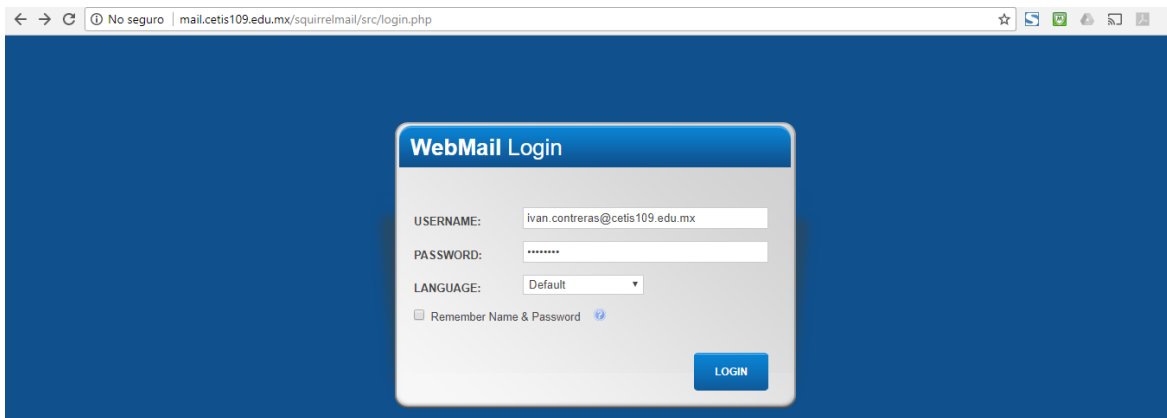 No seguro | mail.cetis109.edu.mx/squirrelmail/src/login.php
WebMail Login
USERNAME: ivan.contreras@cetis109.edu.mx
PASSWORD: ••••••••
LANGUAGE: Default
Remember Name & Password ?
LOGIN